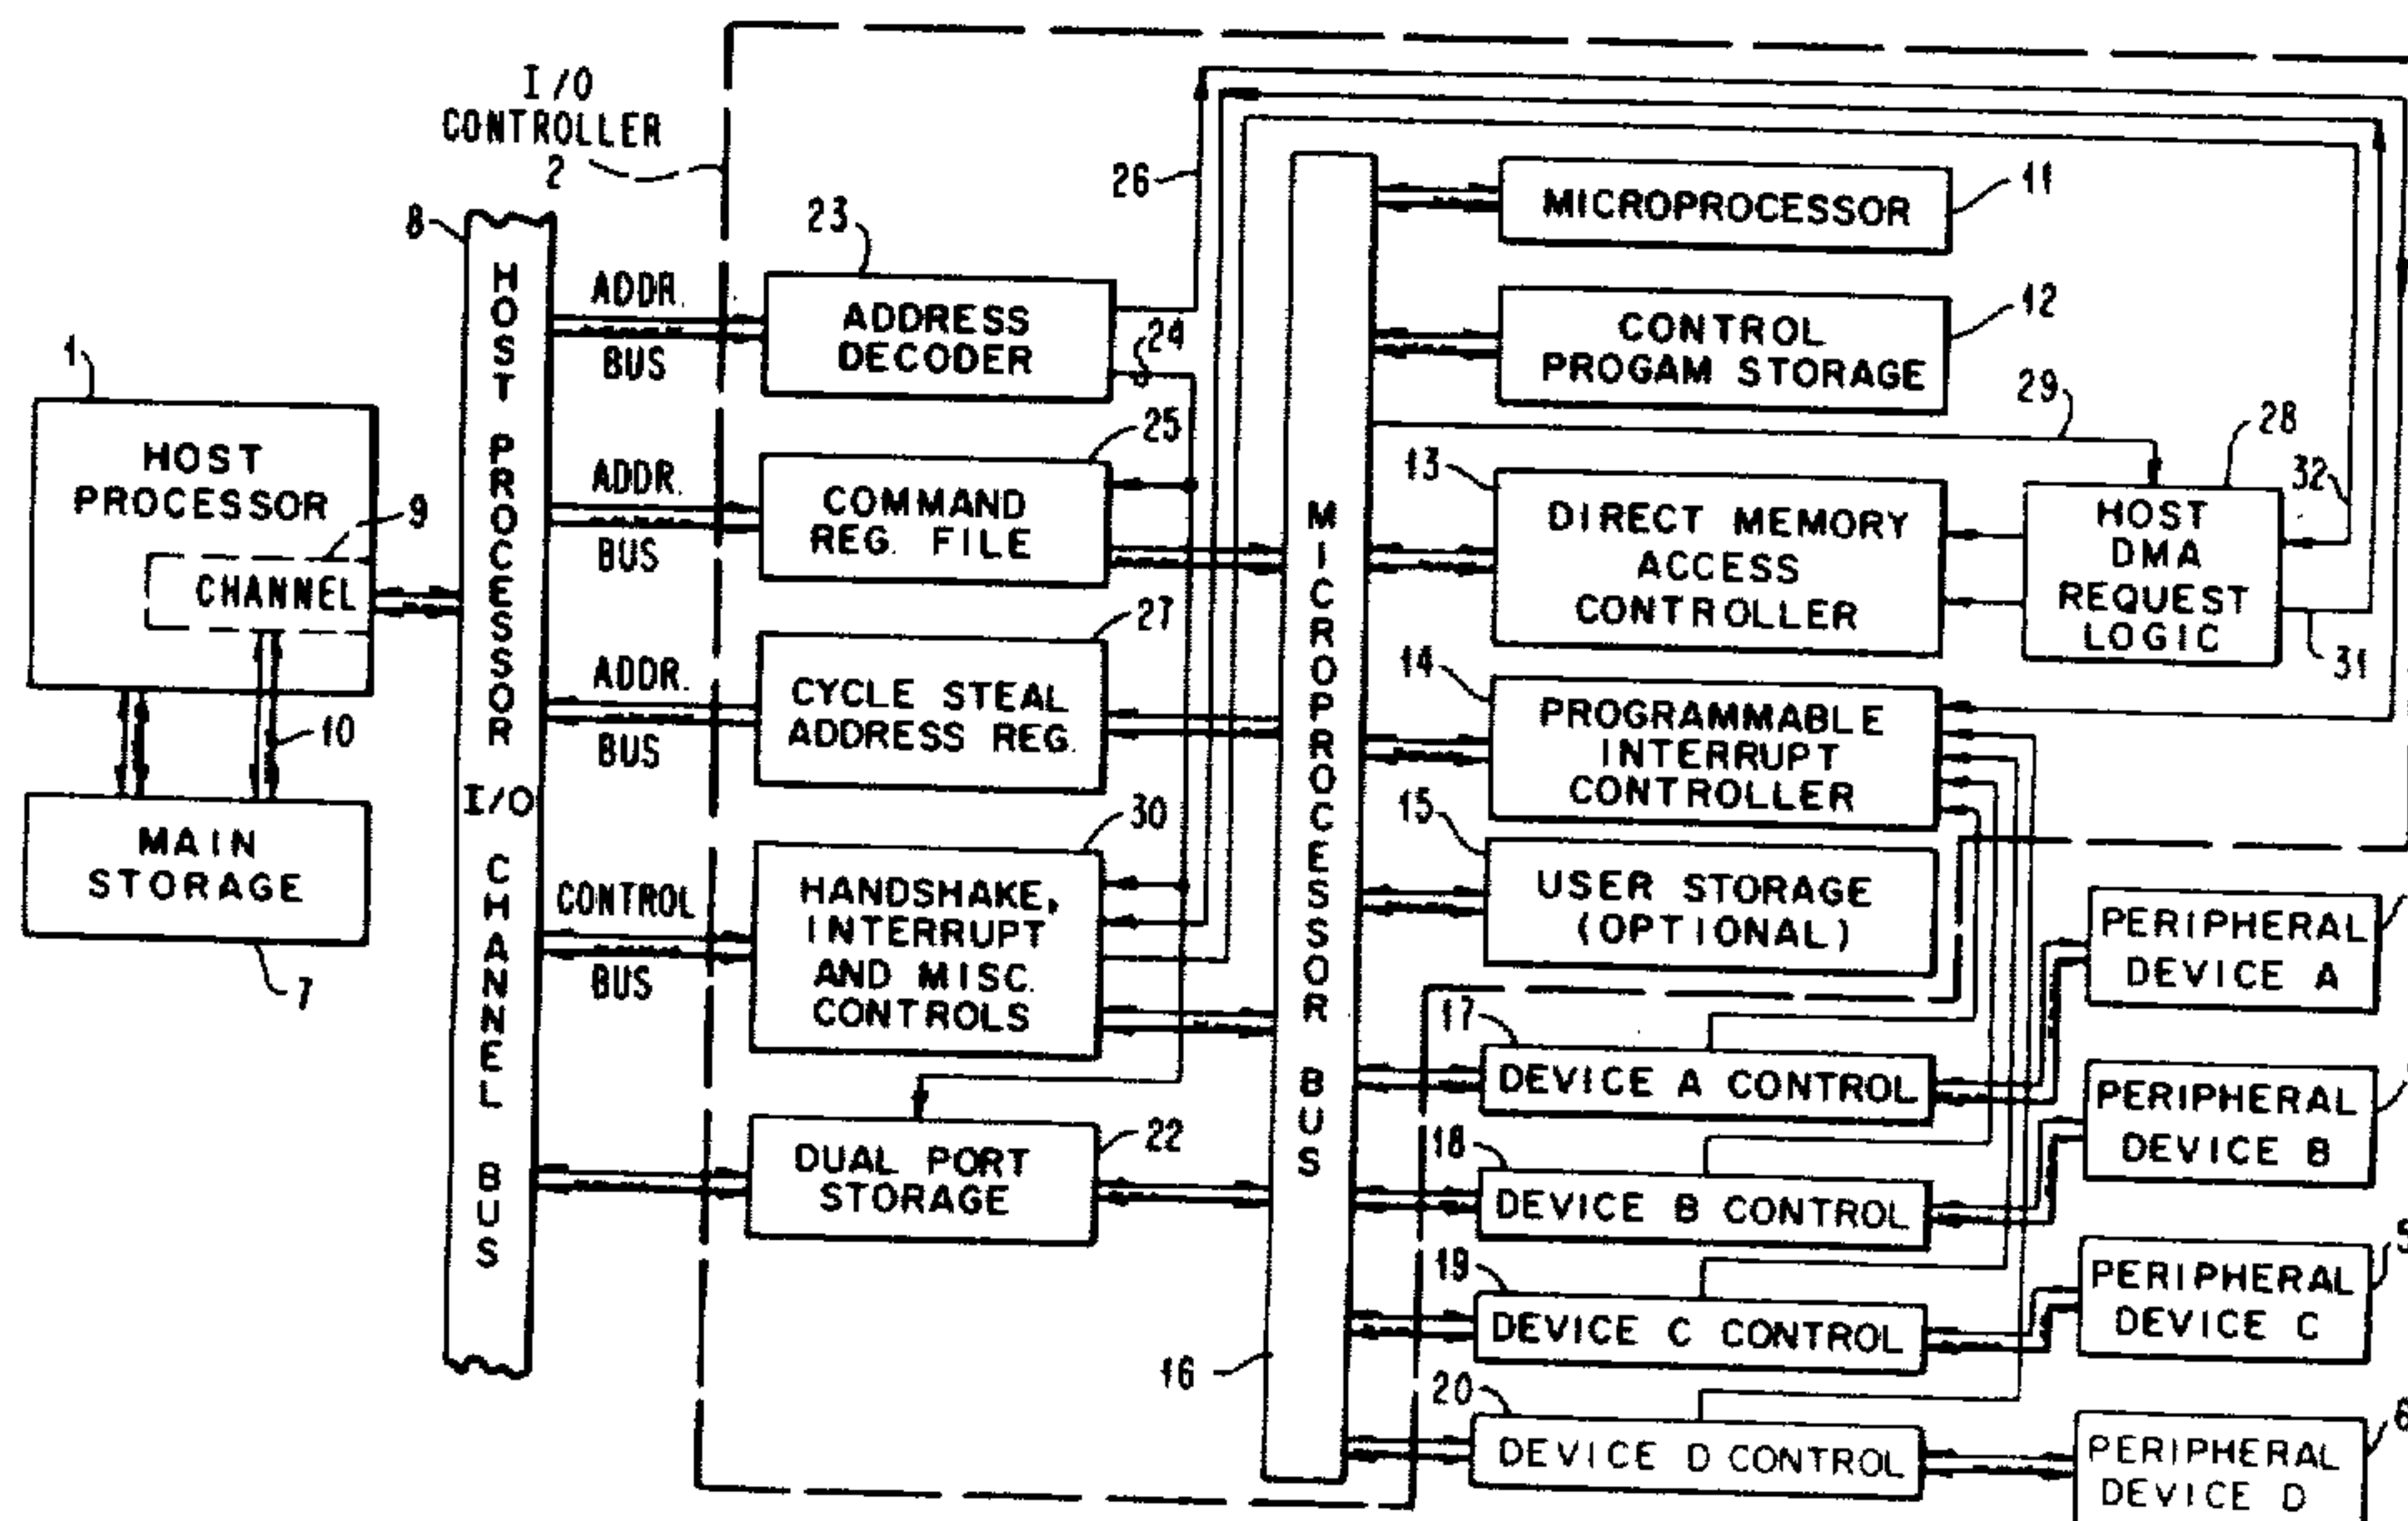 I/O
CONTROLLER
2
8
HOST PROCESSOR I/O CHANNEL BUS
1
HOST
PROCESSOR
9
CHANNEL
10
MAIN
STORAGE
7
ADDR.
BUS
ADDR.
BUS
ADDR.
BUS
CONTROL
BUS
23
ADDRESS
DECODER
24
26
25
COMMAND
REG. FILE
27
CYCLE STEAL
ADDRESS REG.
30
HANDSHAKE,
INTERRUPT
AND MISC.
CONTROLS
22
DUAL PORT
STORAGE
MICROPROCESSOR BUS
16
11
MICROPROCESSOR
12
CONTROL
PROGAM STORAGE
29
28
13
DIRECT MEMORY
ACCESS
CONTROLLER
HOST
DMA
REQUEST
LOGIC
32
31
14
PROGRAMMABLE
INTERRUPT
CONTROLLER
15
USER STORAGE
(OPTIONAL)
17
DEVICE A CONTROL
18
DEVICE B CONTROL
19
DEVICE C CONTROL
20
DEVICE D CONTROL
PERIPHERAL
DEVICE A
PERIPHERAL
DEVICE B
5
PERIPHERAL
DEVICE C
6
PERIPHERAL
DEVICE D